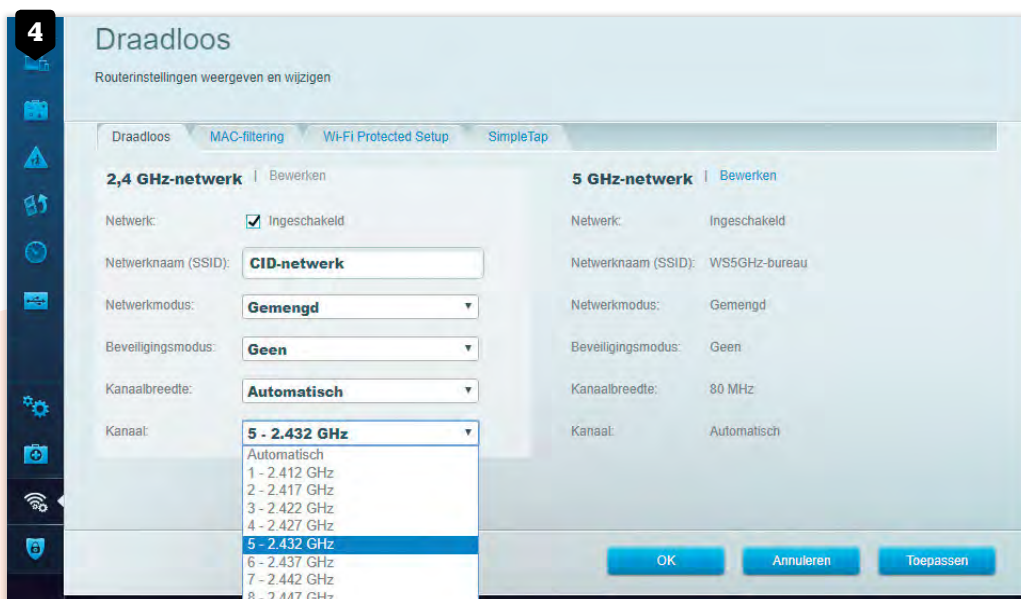 4
Draadloos
Routerinstellingen weergeven en wijzigen
Draadloos MAC-filtering Wi-Fi Protected Setup SimpleTap
2,4 GHz-netwerk | Bewerken
Netwerk: Ingeschakeld
Netwerknaam (SSID): CID-netwerk
Netwerkmodus: Gemengd
Beveiligingsmodus: Geen
Kanaalbreedte: Automatisch
Kanaal: 5 - 2.432 GHz
Automatisch
1 - 2.412 GHz
2 - 2.417 GHz
3 - 2.422 GHz
4 - 2.427 GHz
5 - 2.432 GHz
6 - 2.437 GHz
7 - 2.442 GHz
8 - 2.447 GHz
5 GHz-netwerk | Bewerken
Netwerk: Ingeschakeld
Netwerknaam (SSID): WS5GHz-bureau
Netwerkmodus: Gemengd
Beveiligingsmodus: Geen
Kanaalbreedte: 80 MHz
Kanaal: Automatisch
OK Annuleren Toepassen